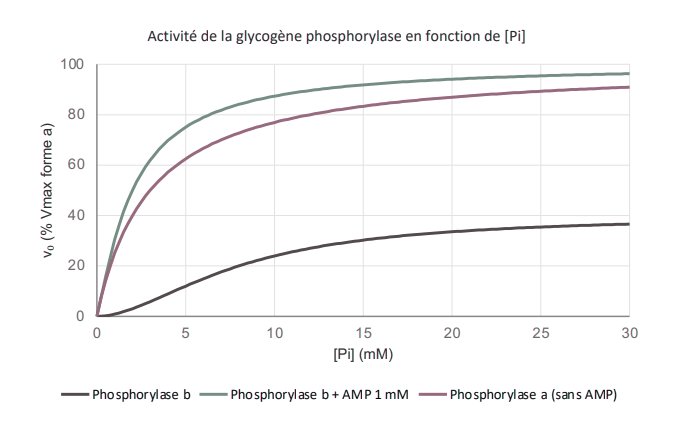 Activité de la glycogène phosphorylase en fonction de [Pi]
100
80
60
40
20
0
v₀ (% Vmax forme a)
0 5 10 15 20 25 30
[Pi] (mM)
Phosphorylase b Phosphorylase b + AMP 1 mM Phosphorylase a (sans AMP)